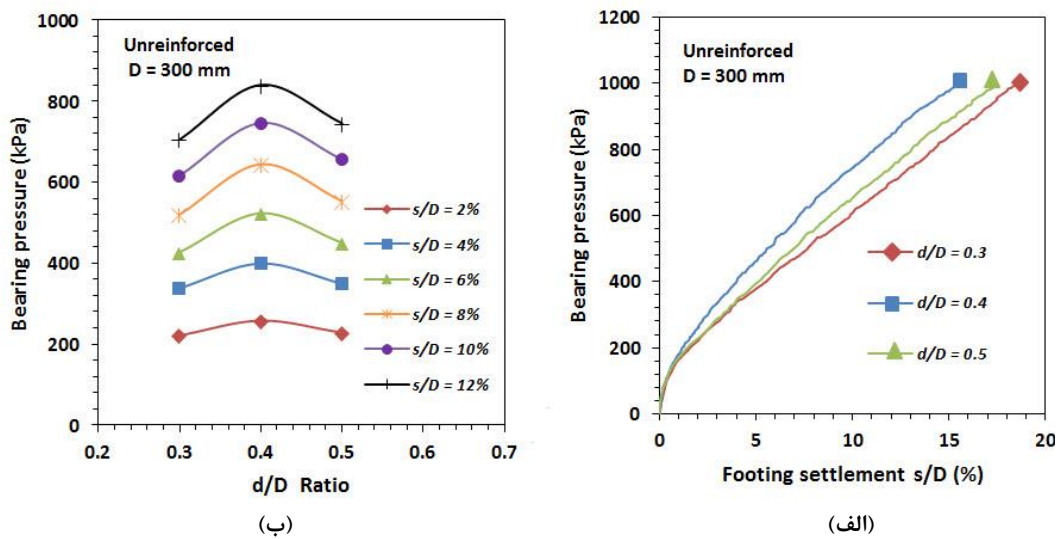 1000
800
600
400
200
0
0.2
0.3
0.4
0.5
0.6
0.7
Bearing pressure (kPa)
d/D Ratio
Unreinforced
D = 300 mm
s/D = 2%
s/D = 4%
s/D = 6%
s/D = 8%
s/D = 10%
s/D = 12%
(ب)
1200
1000
800
600
400
200
0
0
5
10
15
20
Bearing pressure (kPa)
Footing settlement s/D (%)
Unreinforced
D = 300 mm
d/D = 0.3
d/D = 0.4
d/D = 0.5
(الف)